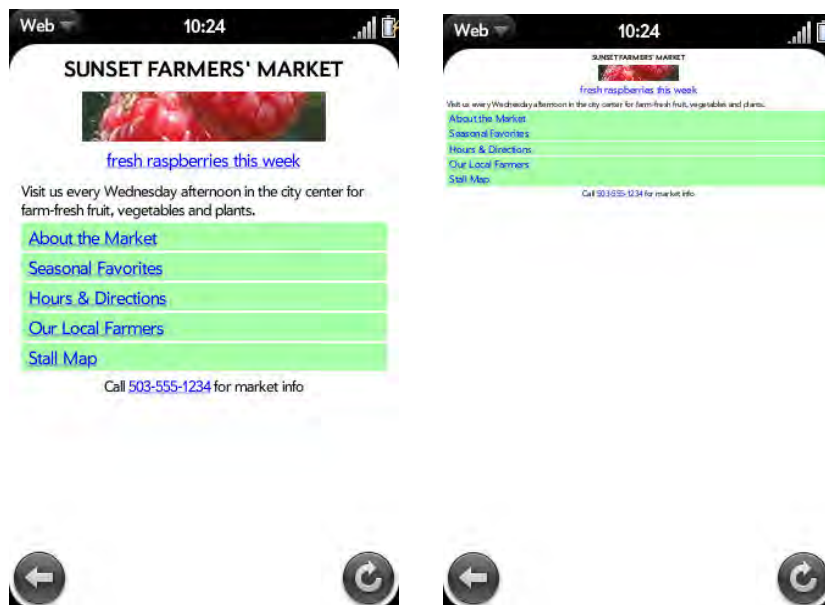 Web
10:24
SUNSET FARMERS' MARKET
fresh raspberries this week
Visit us every Wednesday afternoon in the city center for
farm-fresh fruit, vegetables and plants.
About the Market
Seasonal Favorites
Hours & Directions
Our Local Farmers
Stall Map
Call 503-555-1234 for market info
Web
10:24
SUNSET FARMERS' MARKET
fresh raspberries this week
Visit us every Wednesday afternoon in the city center for farm-fresh fruit, vegetables and plants.
About the Market
Seasonal Favorites
Hours & Directions
Our Local Farmers
Stall Map
Call 503-555-1234 for market info